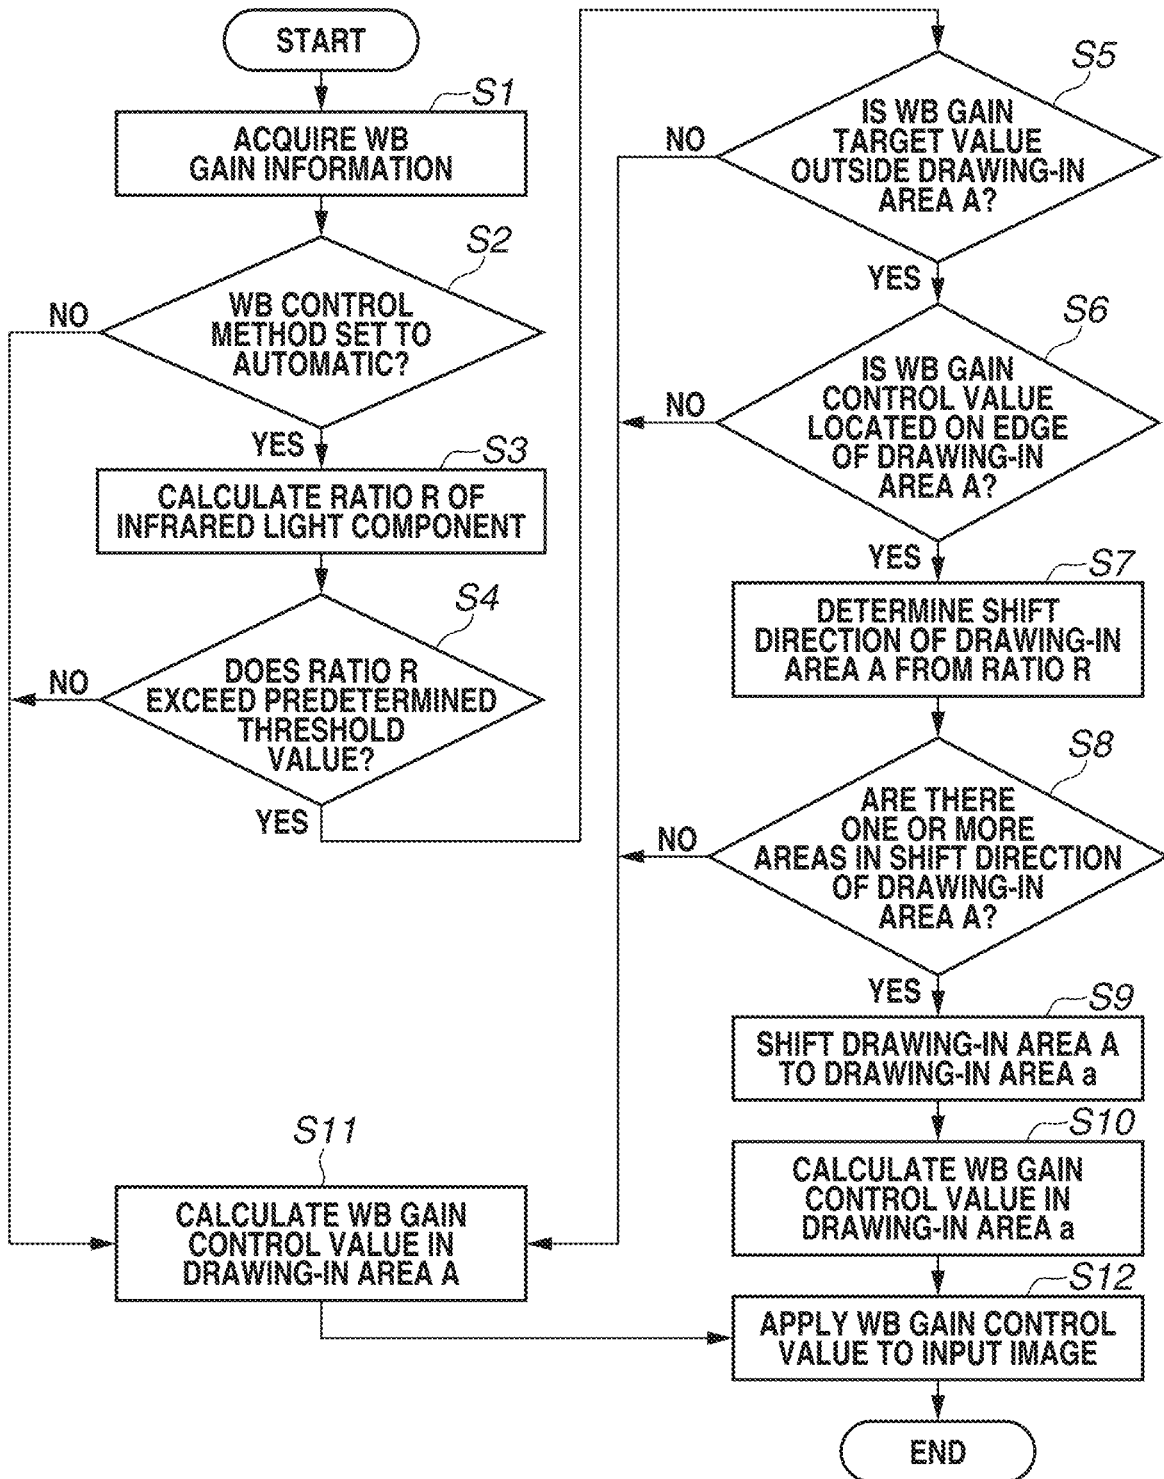 START
S1
ACQUIRE WB
GAIN INFORMATION
S2
WB CONTROL
METHOD SET TO
AUTOMATIC?
NO
YES
S3
CALCULATE RATIO R OF
INFRARED LIGHT COMPONENT
S4
DOES RATIO R
EXCEED PREDETERMINED
THRESHOLD
VALUE?
NO
YES
S5
IS WB GAIN
TARGET VALUE
OUTSIDE DRAWING-IN
AREA A?
NO
YES
S6
IS WB GAIN
CONTROL VALUE
LOCATED ON EDGE
OF DRAWING-IN
AREA A?
NO
YES
S7
DETERMINE SHIFT
DIRECTION OF DRAWING-IN
AREA A FROM RATIO R
S8
ARE THERE
ONE OR MORE
AREAS IN SHIFT DIRECTION
OF DRAWING-IN
AREA A?
NO
YES
S9
SHIFT DRAWING-IN AREA A
TO DRAWING-IN AREA a
S10
CALCULATE WB GAIN
CONTROL VALUE IN
DRAWING-IN AREA a
S11
CALCULATE WB GAIN
CONTROL VALUE IN
DRAWING-IN AREA A
S12
APPLY WB GAIN CONTROL
VALUE TO INPUT IMAGE
END